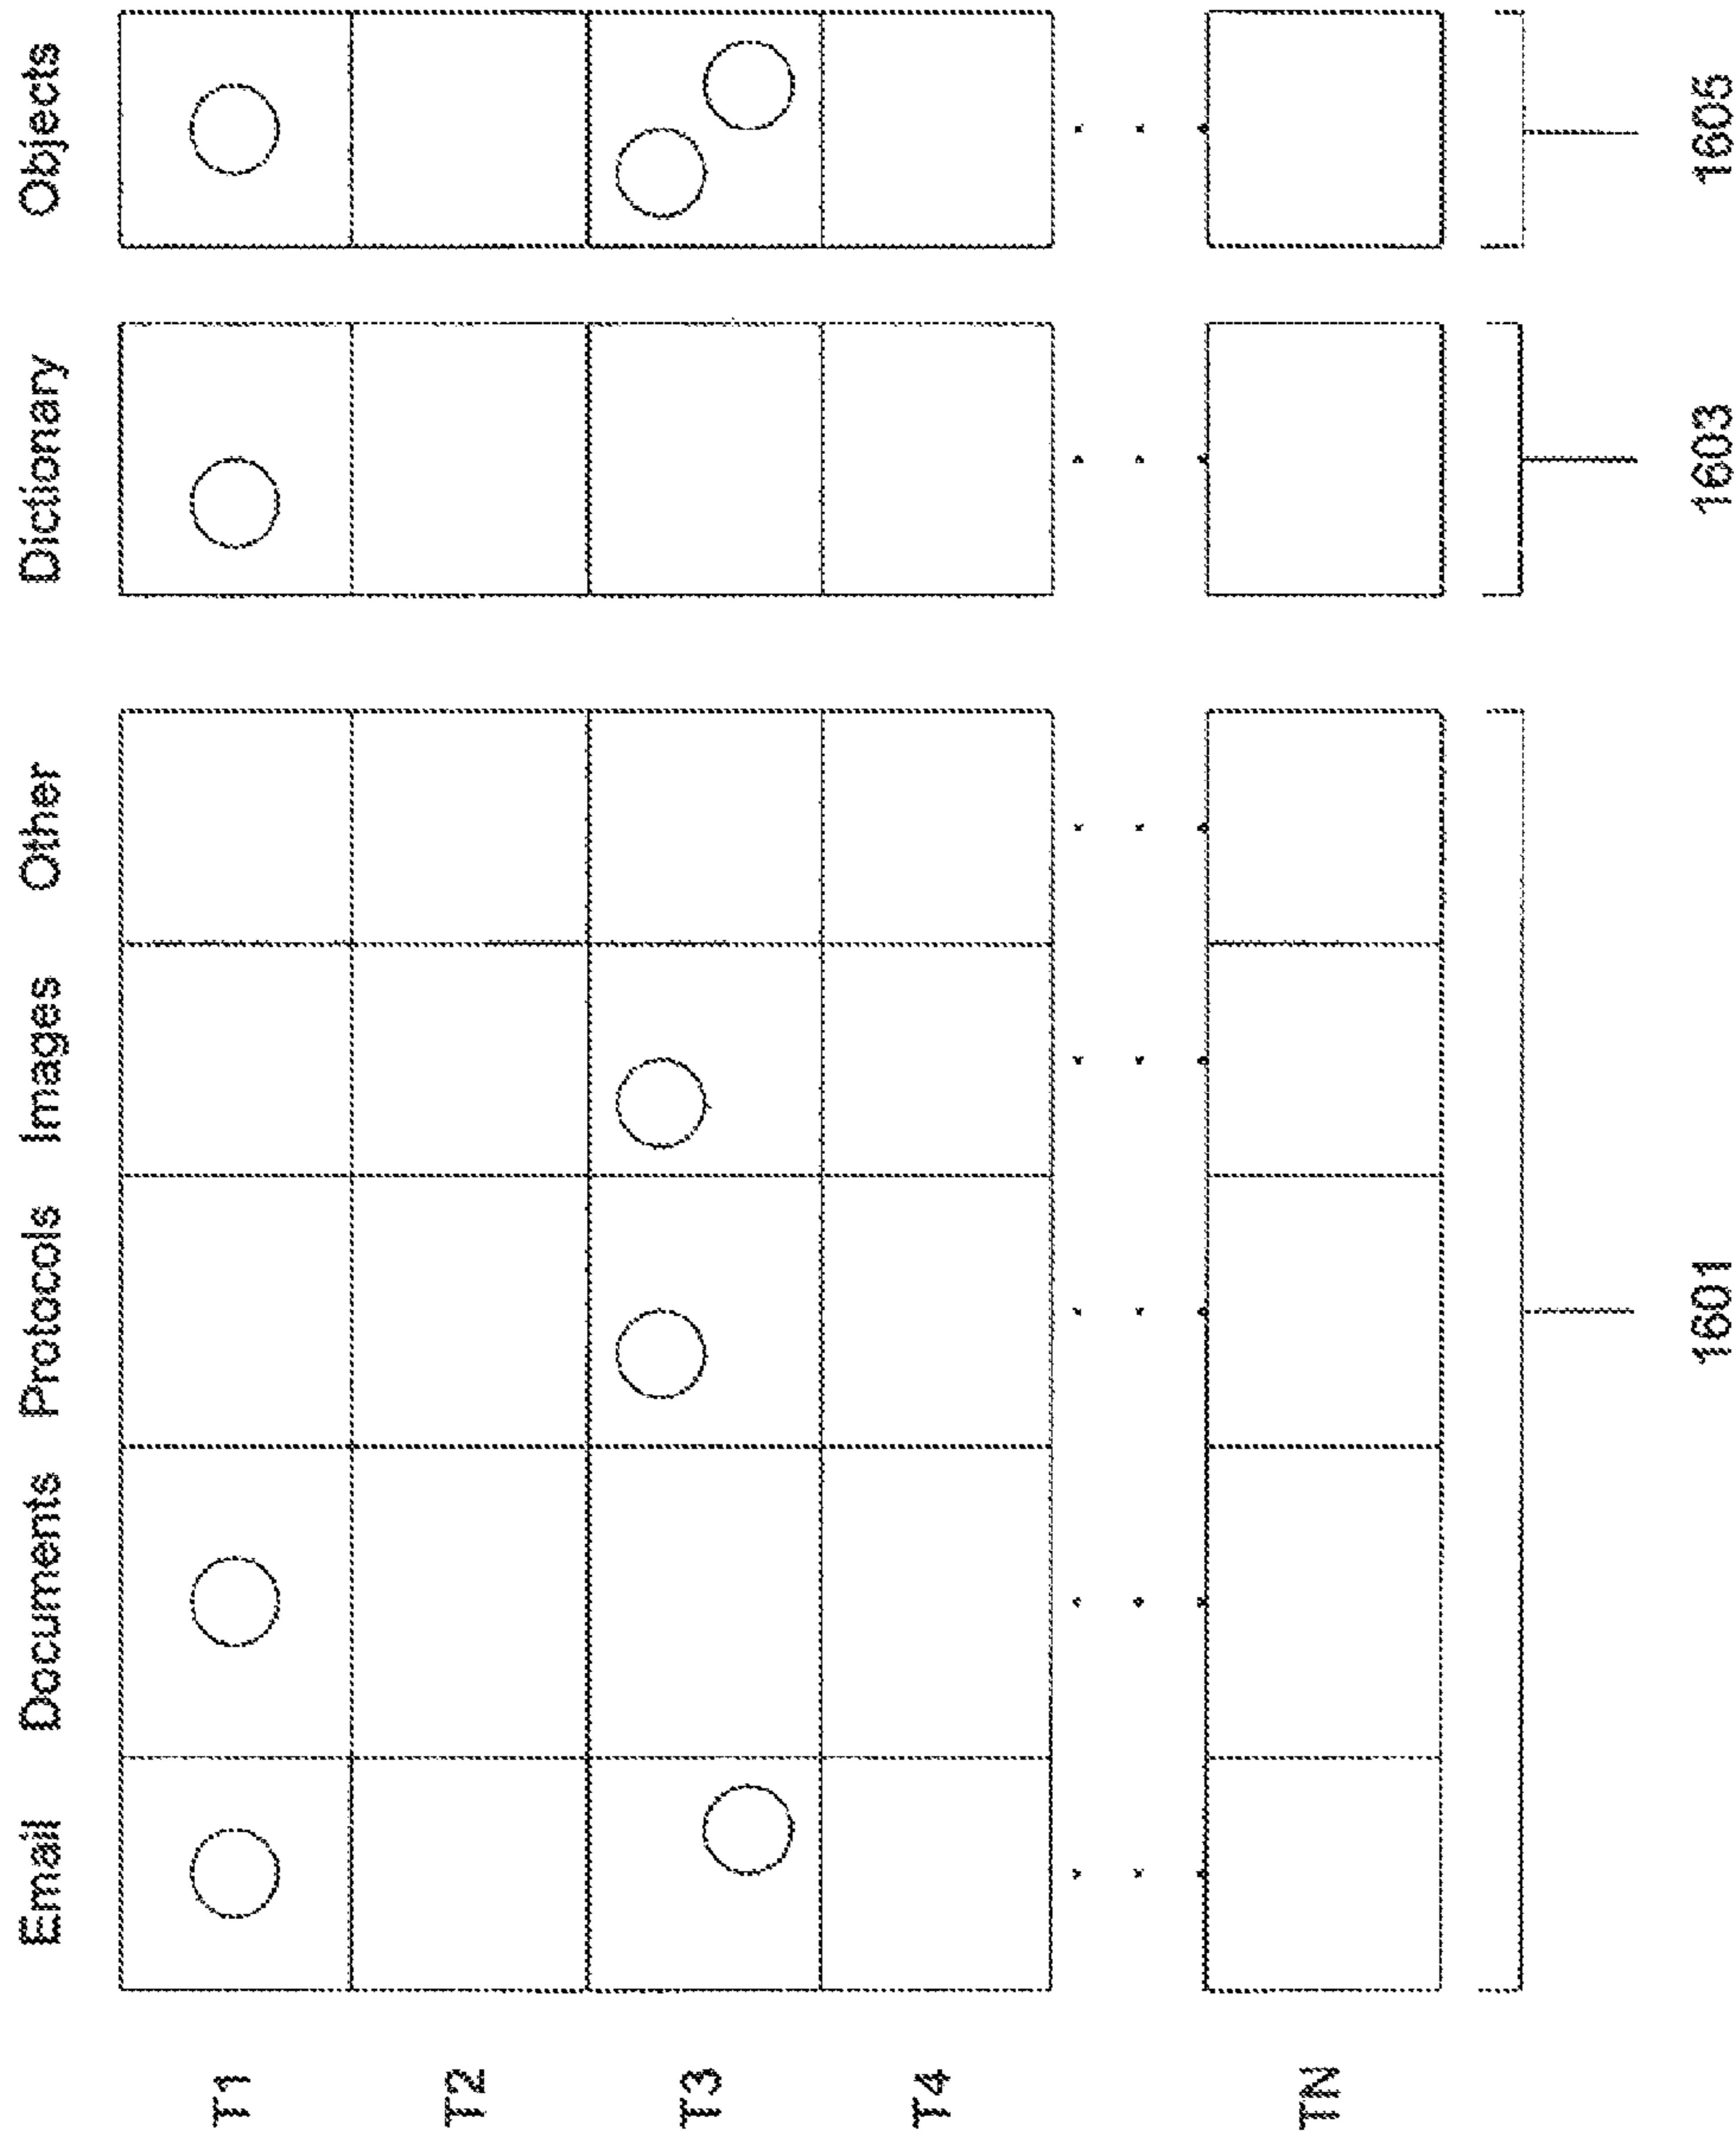 Email Documents Protocols Images Other Dictionary Objects
T1
T2
T3
T4
TN
1601 1603 1605